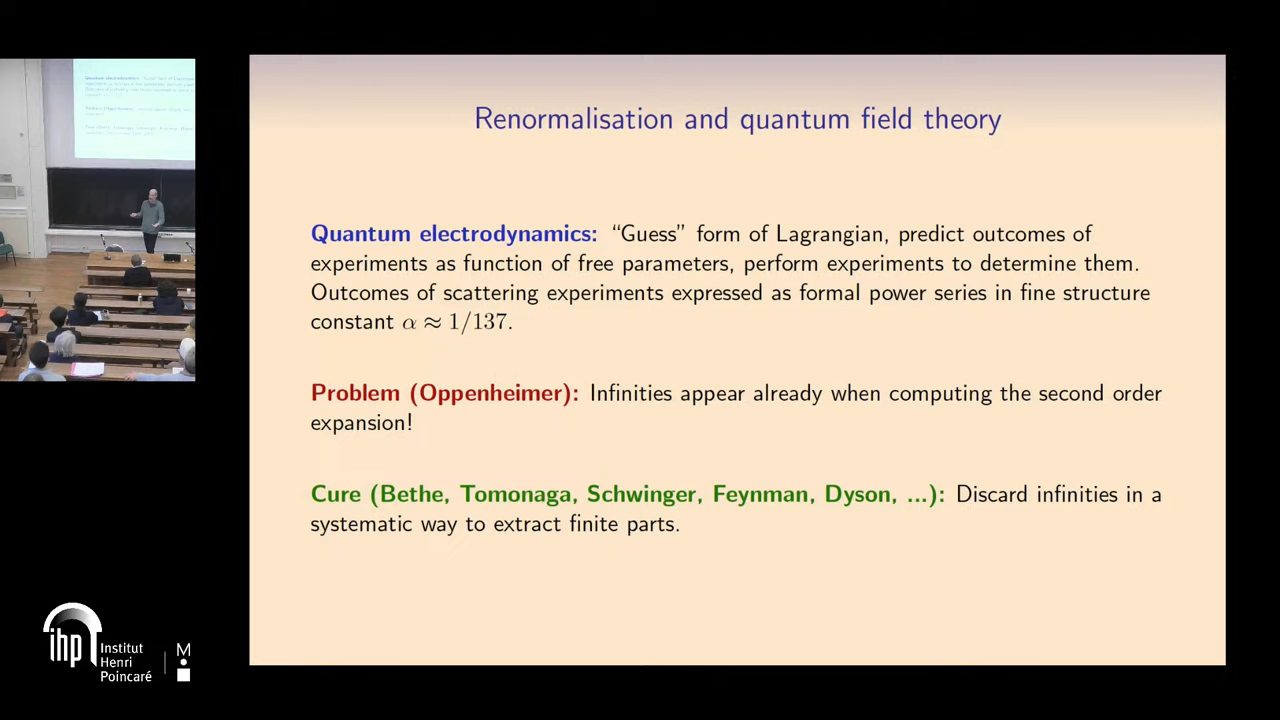 Renormalisation and quantum field theory
Quantum electrodynamics: “Guess” form of Lagrangian, predict outcomes of
experiments as function of free parameters, perform experiments to determine them.
Outcomes of scattering experiments expressed as formal power series in fine structure
constant α ≈ 1/137.
Problem (Oppenheimer): Infinities appear already when computing the second order
expansion!
Cure (Bethe, Tomonaga, Schwinger, Feynman, Dyson, ...): Discard infinities in a
systematic way to extract finite parts.
ihp
Institut
Henri
Poincaré
M